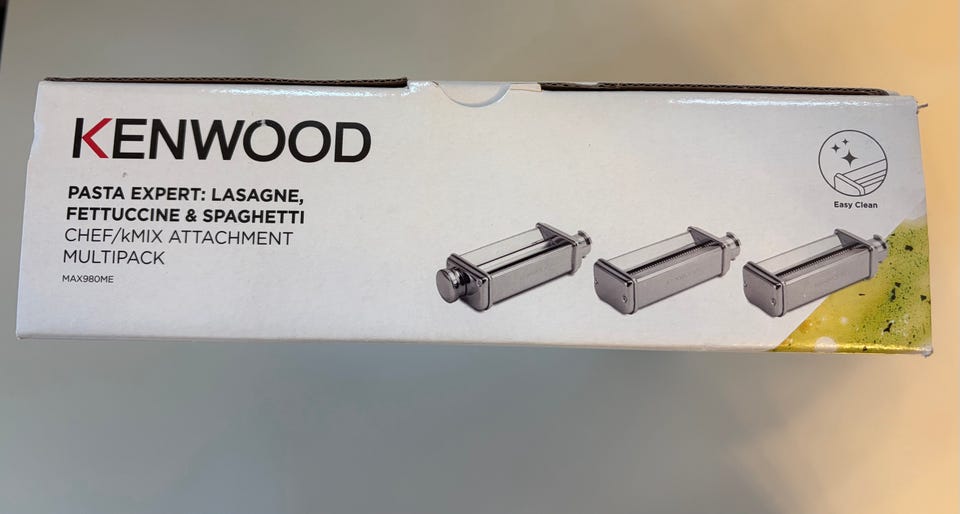 KENWOOD
PASTA EXPERT: LASAGNE,
FETTUCCINE & SPAGHETTI
CHEF/kMIX ATTACHMENT
MULTIPACK
MAX980ME
Easy Clean